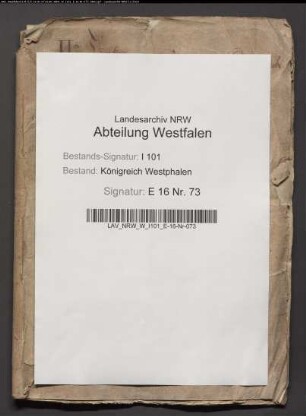 Landesarchiv NRW
Abteilung Westfalen
Bestands-Signatur: I 101
Bestand: Königreich Westphalen
Signatur: E 16 Nr. 73
LAV_NRW_W_I101_E-16-Nr-073